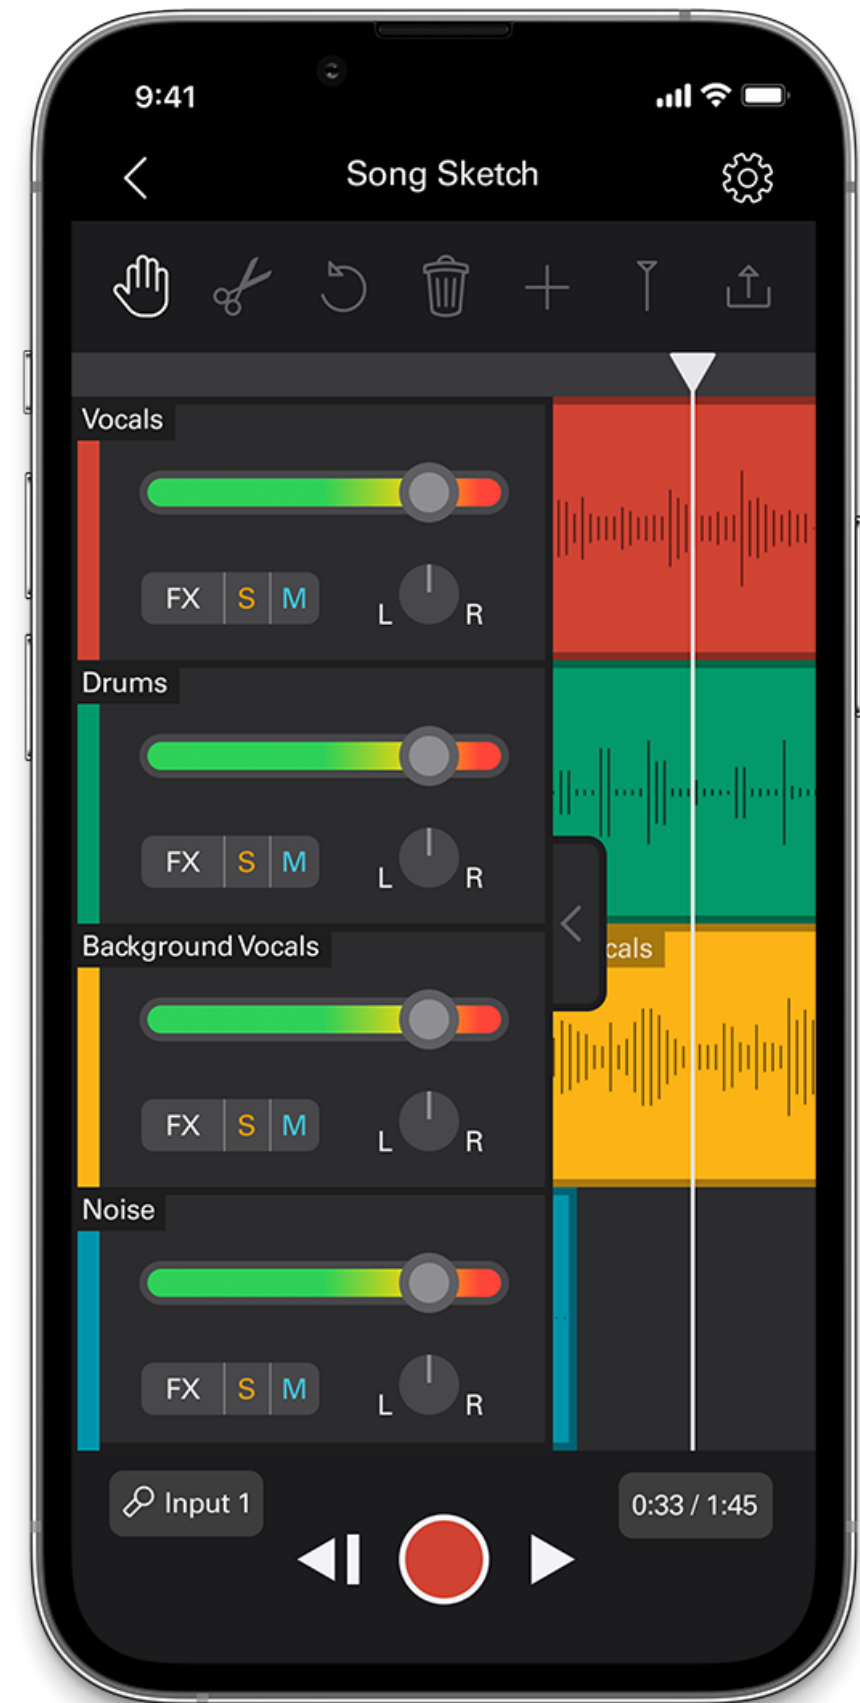 9:41
Song Sketch
Vocals
FX S M
L R
Drums
FX S M
L R
Background Vocals
cals
FX S M
L R
Noise
FX S M
L R
Input 1
0:33 / 1:45